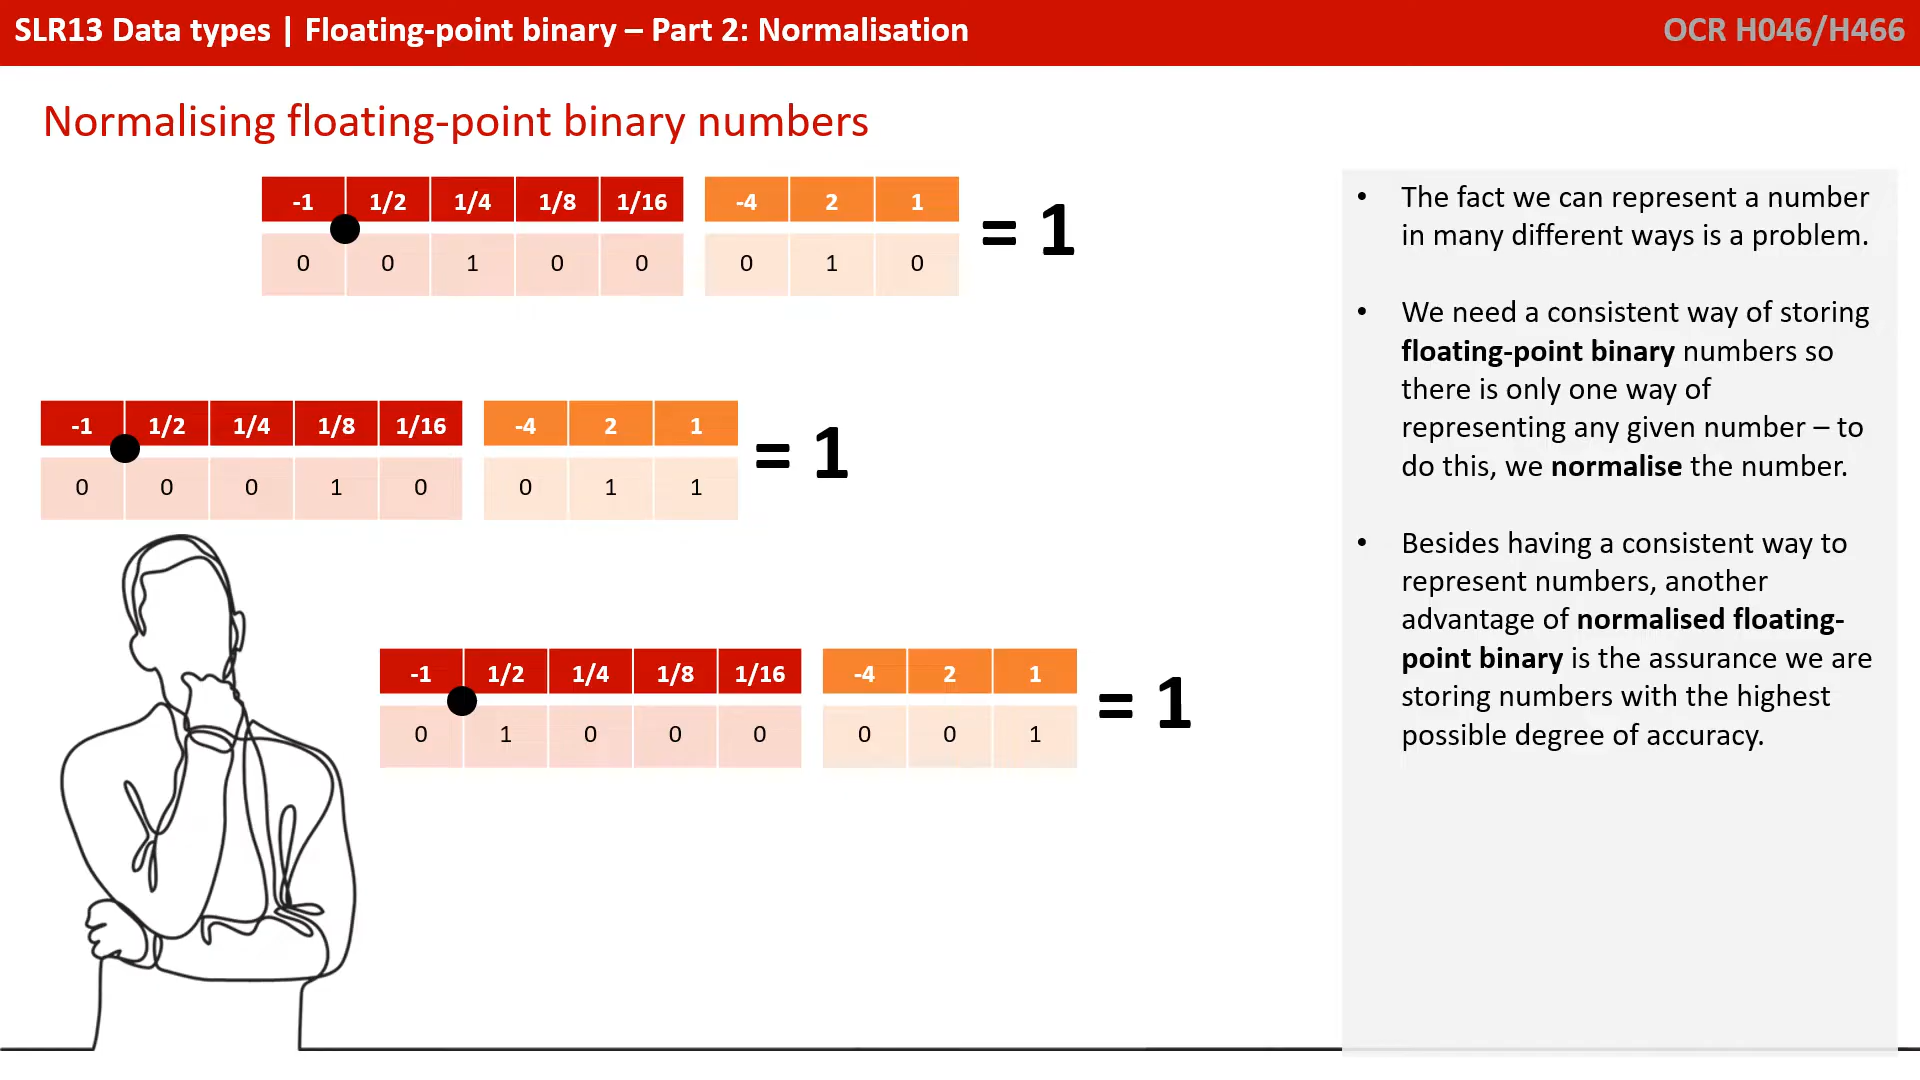 SLR13 Data types | Floating-point binary – Part 2: Normalisation
OCR H046/H466
Normalising floating-point binary numbers
-1 1/2 1/4 1/8 1/16 -4 2 1
0 0 1 0 0 0 1 0
= 1
-1 1/2 1/4 1/8 1/16 -4 2 1
0 0 0 1 0 0 1 1
= 1
-1 1/2 1/4 1/8 1/16 -4 2 1
0 1 0 0 0 0 0 1
= 1
• The fact we can represent a number
in many different ways is a problem.
• We need a consistent way of storing
floating-point binary numbers so
there is only one way of
representing any given number – to
do this, we normalise the number.
• Besides having a consistent way to
represent numbers, another
advantage of normalised floating-
point binary is the assurance we are
storing numbers with the highest
possible degree of accuracy.